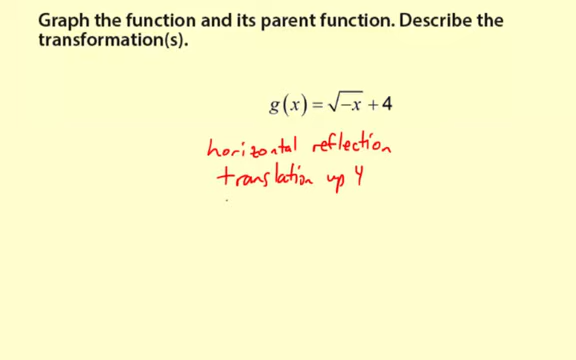 Graph the function and its parent function. Describe the
transformation(s).
g(x) = √−x + 4
horizontal reflection
translation up 4